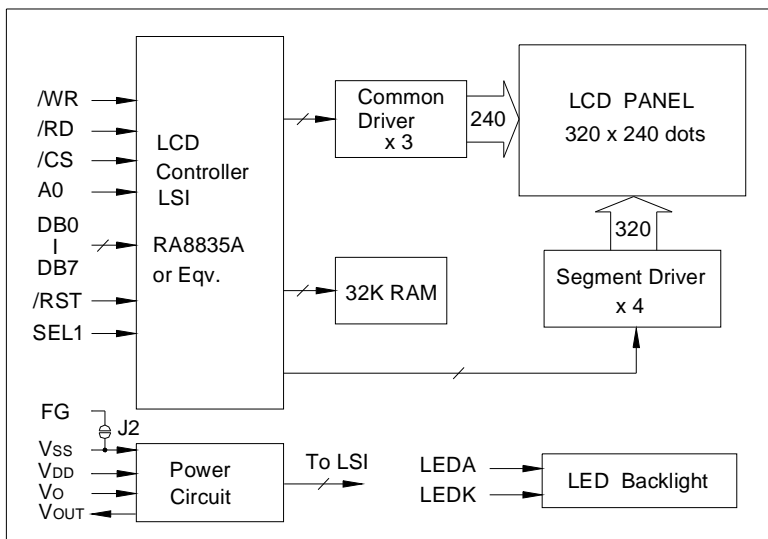 /WR
/RD
/CS
A0
DB0
I
DB7
/RST
SEL1
LCD
Controller
LSI
RA8835A
or Eqv.
Common
Driver
x 3
240
LCD PANEL
320 x 240 dots
320
Segment Driver
x 4
32K RAM
FG
J2
VSS
VDD
VO
VOUT
Power
Circuit
To LSI
LEDA
LEDK
LED Backlight